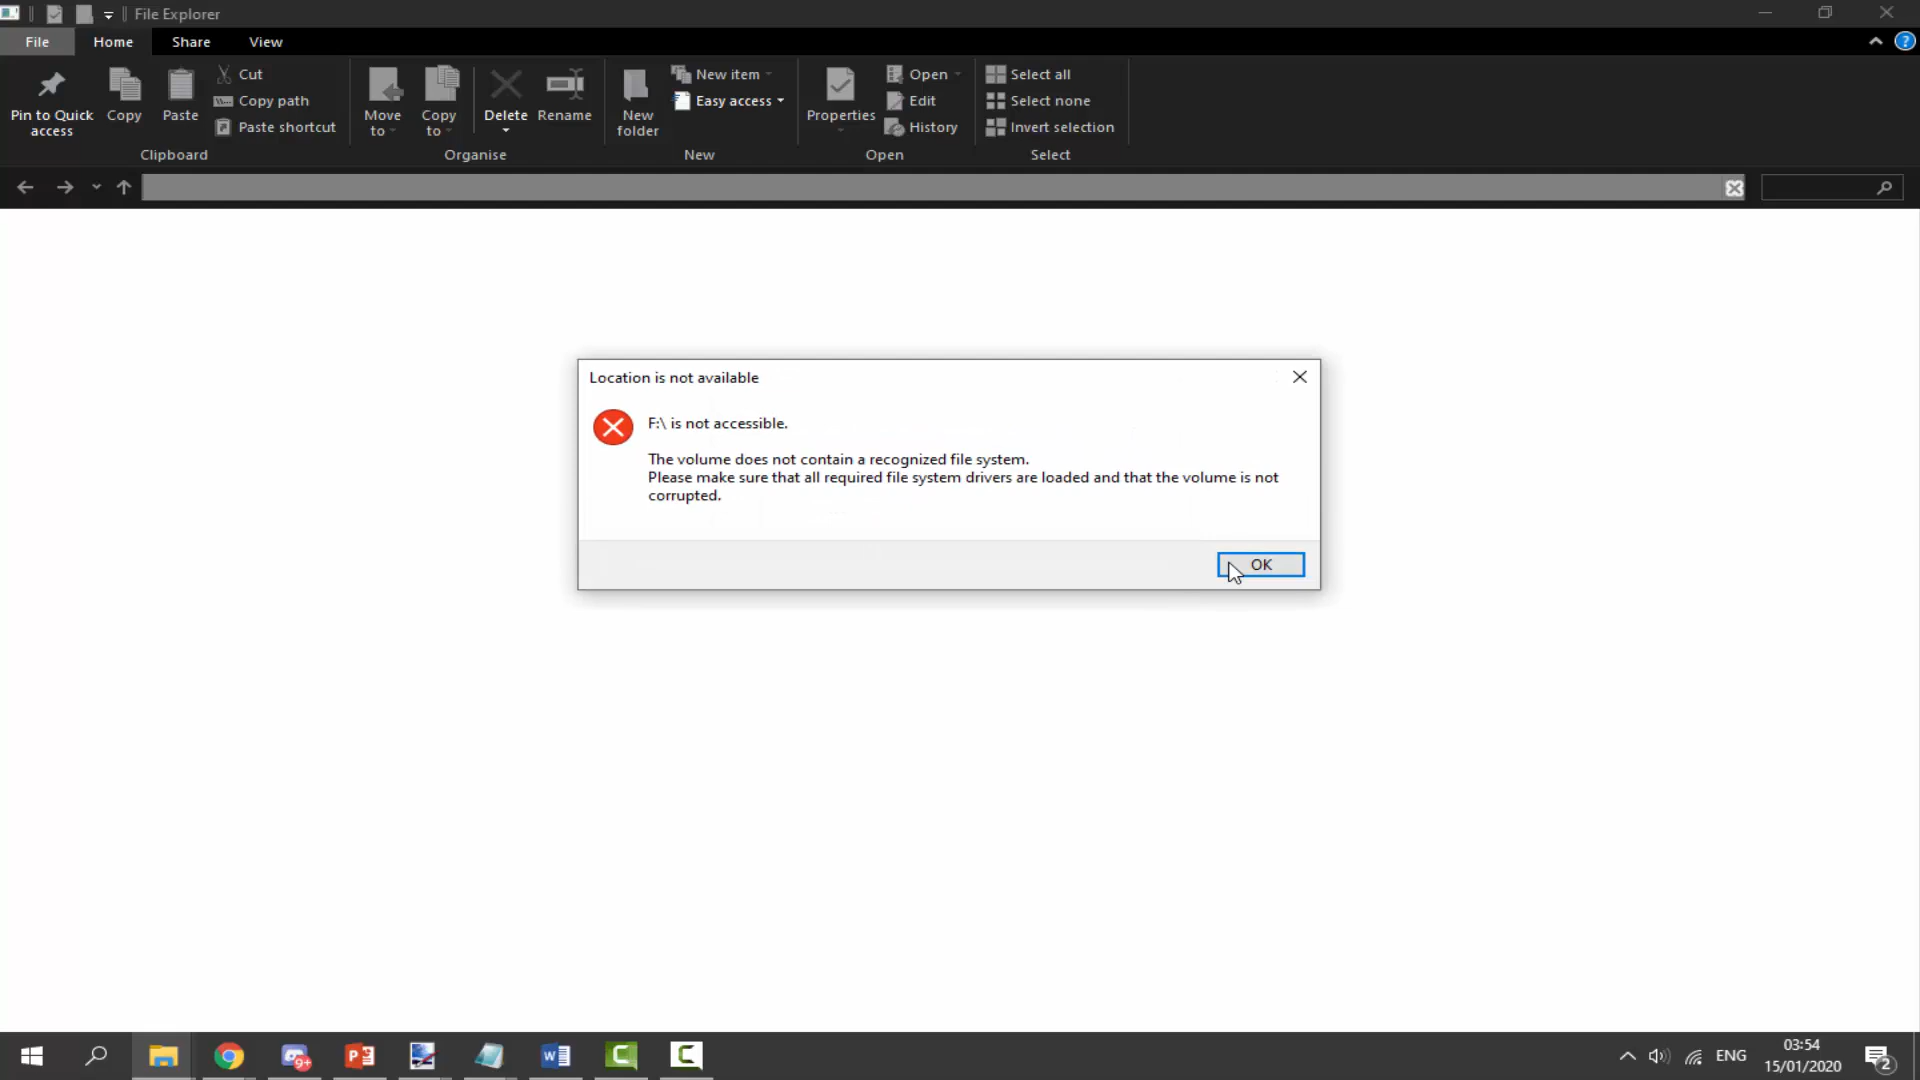 File Explorer
File Home Share View
Pin to Quick access
Copy
Paste
Cut
Copy path
Paste shortcut
Clipboard
Move to
Copy to
Delete
Rename
Organise
New folder
New item
Easy access
New
Properties
Open
Edit
History
Open
Select all
Select none
Invert selection
Select
Location is not available
F:\ is not accessible.
The volume does not contain a recognized file system.
Please make sure that all required file system drivers are loaded and that the volume is not
corrupted.
OK
9+
ENG
03:54
15/01/2020
2